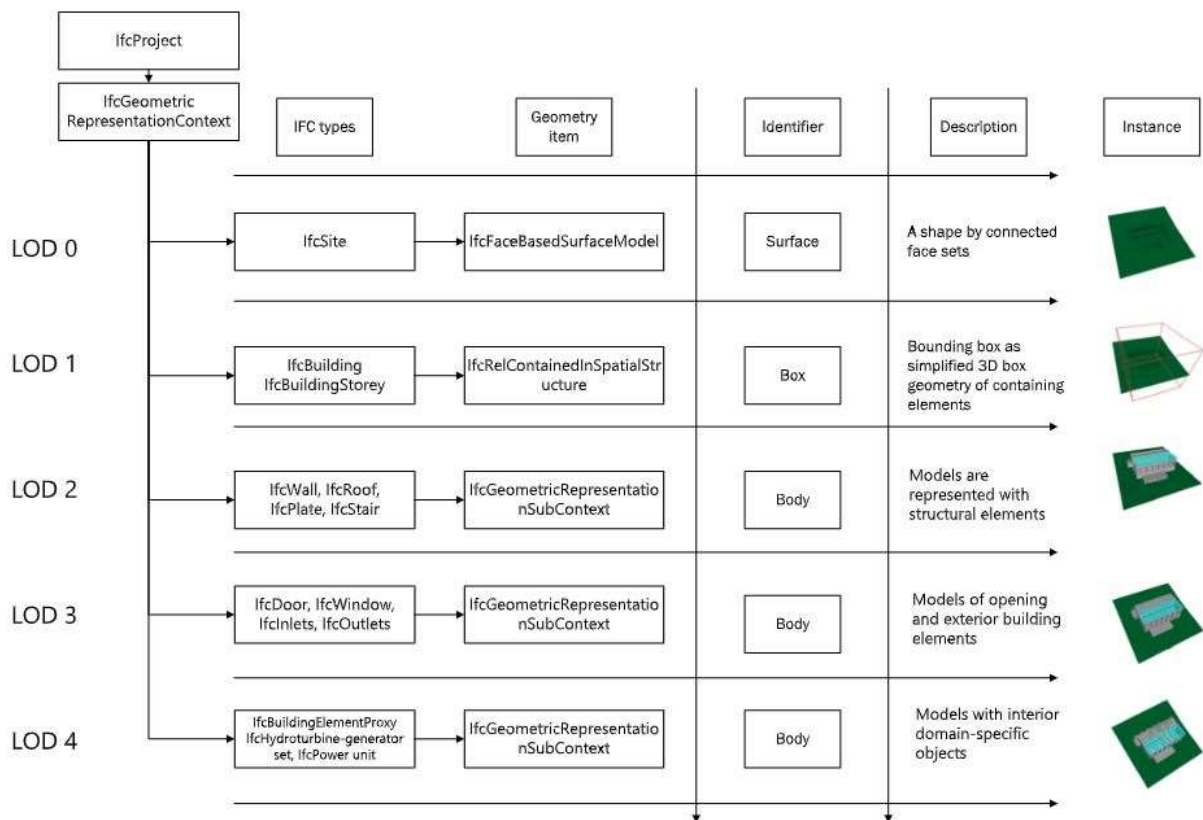 IfcProject
IfcGeometric
RepresentationContext
IFC types
Geometry
item
Identifier
Description
Instance
LOD 0
IfcSite
IfcFaceBasedSurfaceModel
Surface
A shape by connected
face sets
LOD 1
IfcBuilding
IfcBuildingStorey
IfcRelContainedInSpatialStr
ucture
Box
Bounding box as
simplified 3D box
geometry of containing
elements
LOD 2
IfcWall, IfcRoof,
IfcPlate, IfcStair
IfcGeometricRepresentatio
nSubContext
Body
Models are
represented with
structural elements
LOD 3
IfcDoor, IfcWindow,
IfcInlets, IfcOutlets
IfcGeometricRepresentatio
nSubContext
Body
Models of opening
and exterior building
elements
LOD 4
IfcBuildingElementProxy
IfcHydroturbine-generator
set, IfcPower unit
IfcGeometricRepresentatio
nSubContext
Body
Models with interior
domain-specific
objects